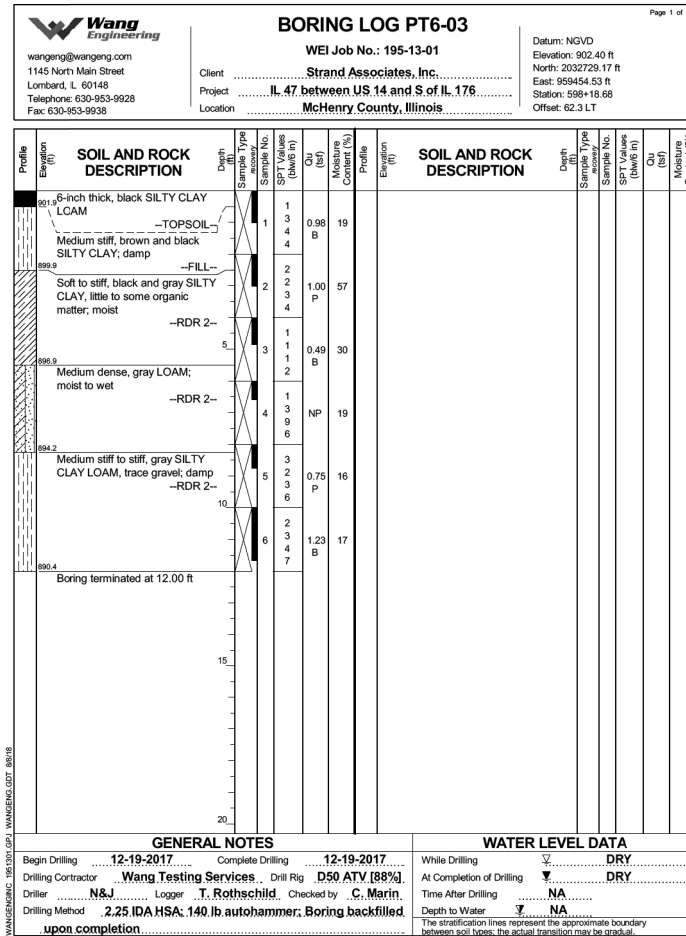 Page 1 of
Wang
Engineering
wangeng@wangeng.com
1145 North Main Street
Lombard, IL 60148
Telephone: 630-953-9928
Fax: 630-953-9938
BORING LOG PT6-03
WEI Job No.: 195-13-01
Client Strand Associates, Inc.
Project IL 47 between US 14 and S of IL 176
Location McHenry County, Illinois
Datum: NGVD
Elevation: 902.40 ft
North: 2032729.17 ft
East: 959454.53 ft
Station: 598+18.68
Offset: 62.3 LT
Profile
Elevation (ft)
SOIL AND ROCK DESCRIPTION
Depth (ft)
Sample Type
recovery
Sample No.
SPT Values (blw/6 in)
Qu (tsf)
Moisture Content (%)
Profile
Elevation (ft)
SOIL AND ROCK DESCRIPTION
Depth (ft)
Sample Type
recovery
Sample No.
SPT Values (blw/6 in)
Qu (tsf)
Moisture
901.9 6-inch thick, black SILTY CLAY
LOAM
--TOPSOIL--
Medium stiff, brown and black
SILTY CLAY; damp
--FILL--
1
1
3
4
4
0.98
B
19
899.9
Soft to stiff, black and gray SILTY
CLAY, little to some organic
matter; moist
--RDR 2--
2
2
2
3
4
1.00
P
57
5
3
1
1
1
2
0.49
B
30
896.9
Medium dense, gray LOAM;
moist to wet
--RDR 2--
4
1
3
9
6
NP
19
894.2
Medium stiff to stiff, gray SILTY
CLAY LOAM, trace gravel; damp
--RDR 2--
5
3
2
3
6
0.75
P
16
10
6
2
3
4
7
1.23
B
17
890.4
Boring terminated at 12.00 ft
15
20
WANGENGINC 1951301.GPJ WANGENG.GDT 8/8/18
GENERAL NOTES
Begin Drilling 12-19-2017 Complete Drilling 12-19-2017
Drilling Contractor Wang Testing Services Drill Rig D50 ATV [88%]
Driller N&J Logger T. Rothschild Checked by C. Marin
Drilling Method 2.25 IDA HSA; 140 lb autohammer; Boring backfilled
upon completion
WATER LEVEL DATA
While Drilling DRY
At Completion of Drilling DRY
Time After Drilling NA
Depth to Water NA
The stratification lines represent the approximate boundary
between soil types; the actual transition may be gradual.